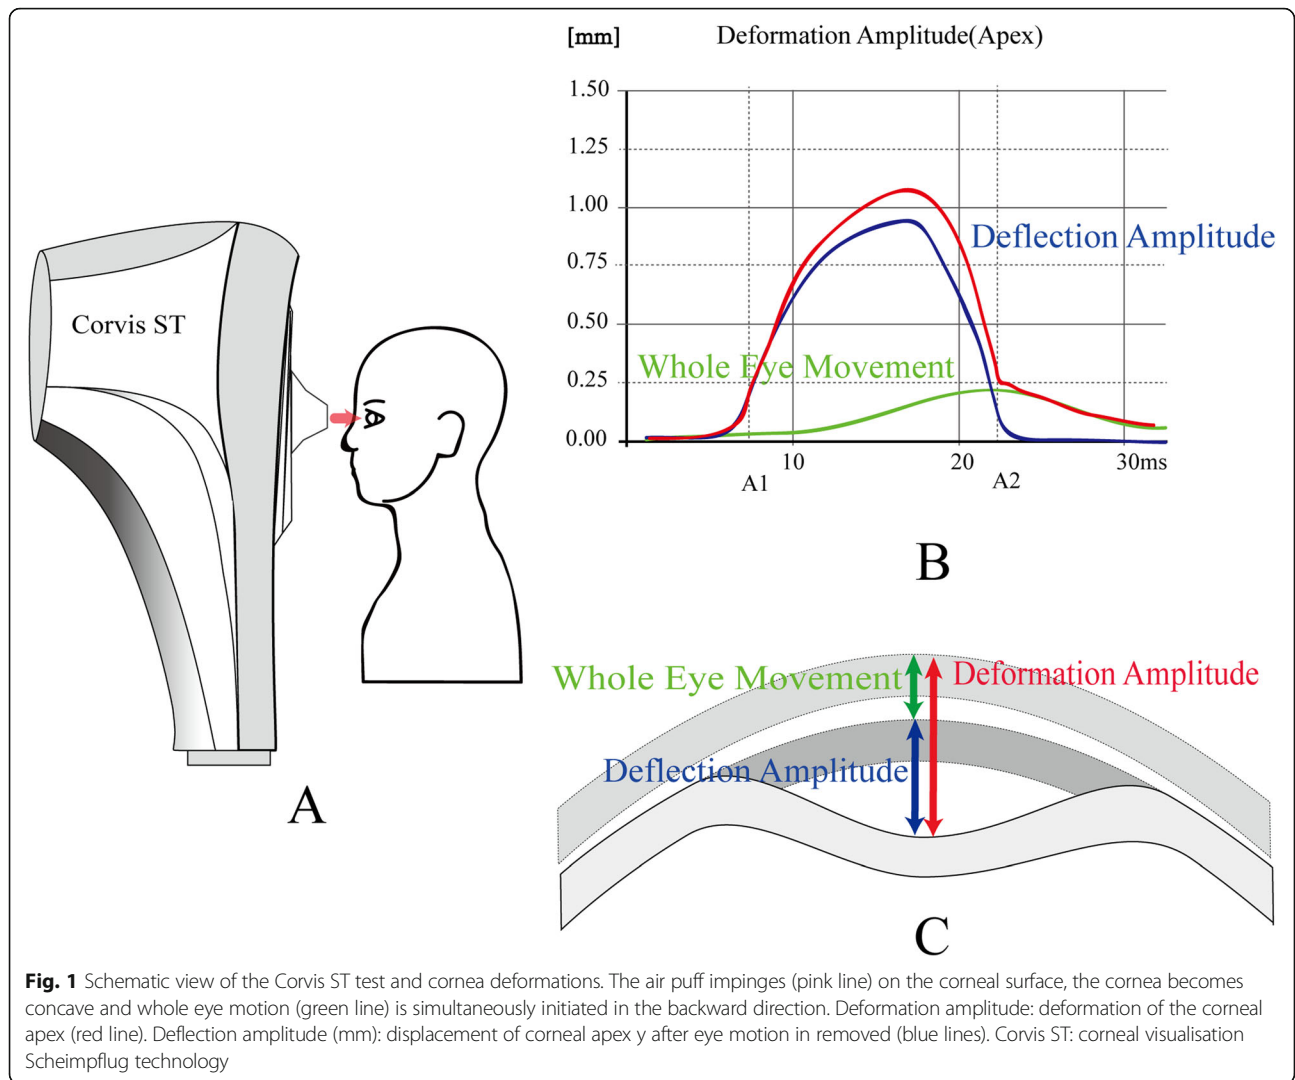 Corvis ST
A
[mm]
Deformation Amplitude(Apex)
1.50
1.25
1.00
0.75
0.50
0.25
0.00
Deflection Amplitude
Whole Eye Movement
10
20
30ms
A1
A2
B
Whole Eye Movement
Deformation Amplitude
Deflection Amplitude
C
Fig. 1 Schematic view of the Corvis ST test and cornea deformations. The air puff impinges (pink line) on the corneal surface, the cornea becomes
concave and whole eye motion (green line) is simultaneously initiated in the backward direction. Deformation amplitude: deformation of the corneal
apex (red line). Deflection amplitude (mm): displacement of corneal apex y after eye motion in removed (blue lines). Corvis ST: corneal visualisation
Scheimpflug technology